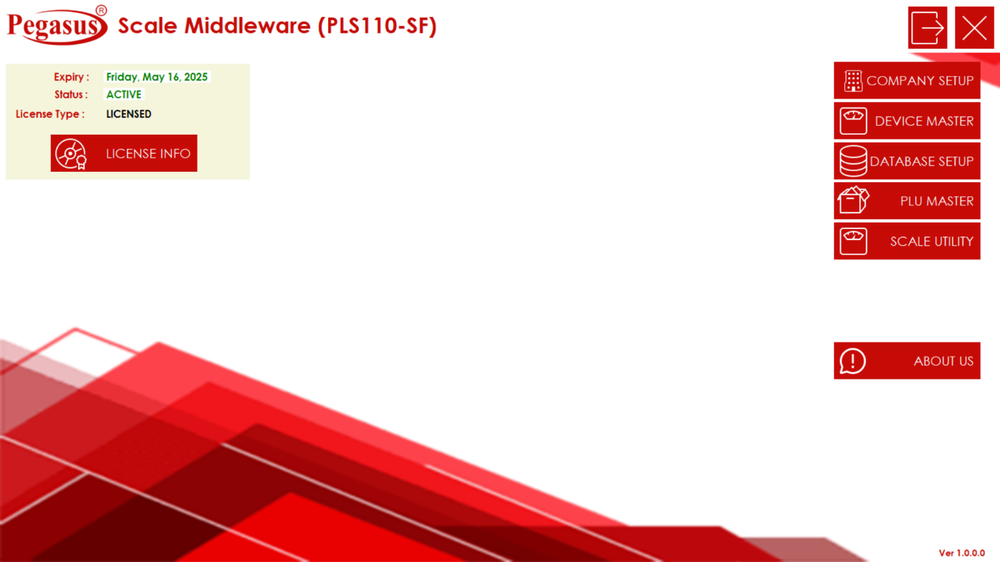 Pegasus® Scale Middleware (PLS110-SF)
Expiry : Friday, May 16, 2025
Status : ACTIVE
License Type : LICENSED
LICENSE INFO
COMPANY SETUP
DEVICE MASTER
DATABASE SETUP
PLU MASTER
SCALE UTILITY
ABOUT US
Ver 1.0.0.0